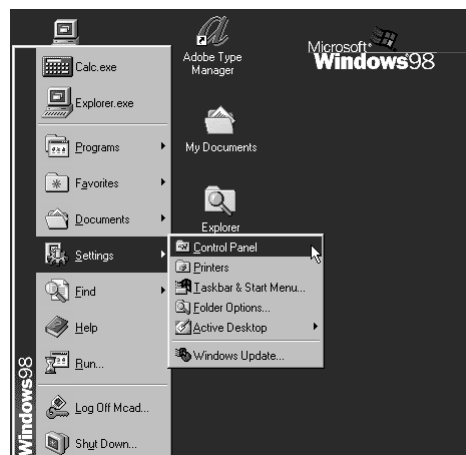 Adobe Type
Manager
Microsoft
Windows98
Calc.exe
Explorer.exe
My Documents
Programs
Favorites
Documents
Explorer
Settings
Control Panel
Printers
Taskbar & Start Menu...
Folder Options...
Active Desktop
Windows Update...
Find
Help
Run...
Log Off Mcad...
Shut Down...
Windows98